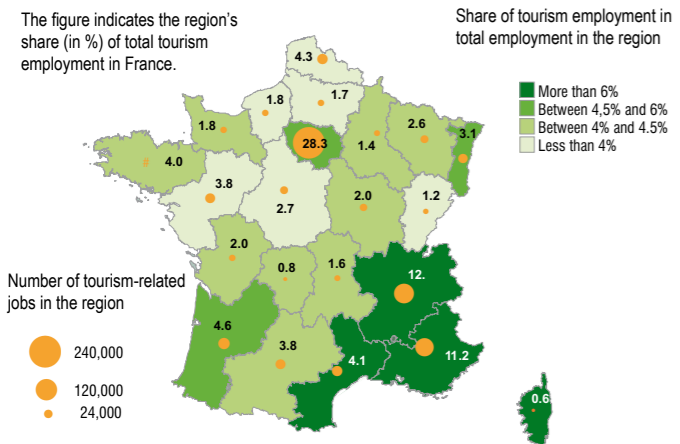 The figure indicates the region's
share (in %) of total tourism
employment in France.
Share of tourism employment in
total employment in the region
More than 6%
Between 4,5% and 6%
Between 4% and 4.5%
Less than 4%
4.3
1.8
1.7
1.8
28.3
1.4
2.6
3.1
4.0
3.8
2.7
2.0
1.2
2.0
0.8
1.6
12.
4.6
3.8
4.1
11.2
0.6
Number of tourism-related
jobs in the region
240,000
120,000
24,000